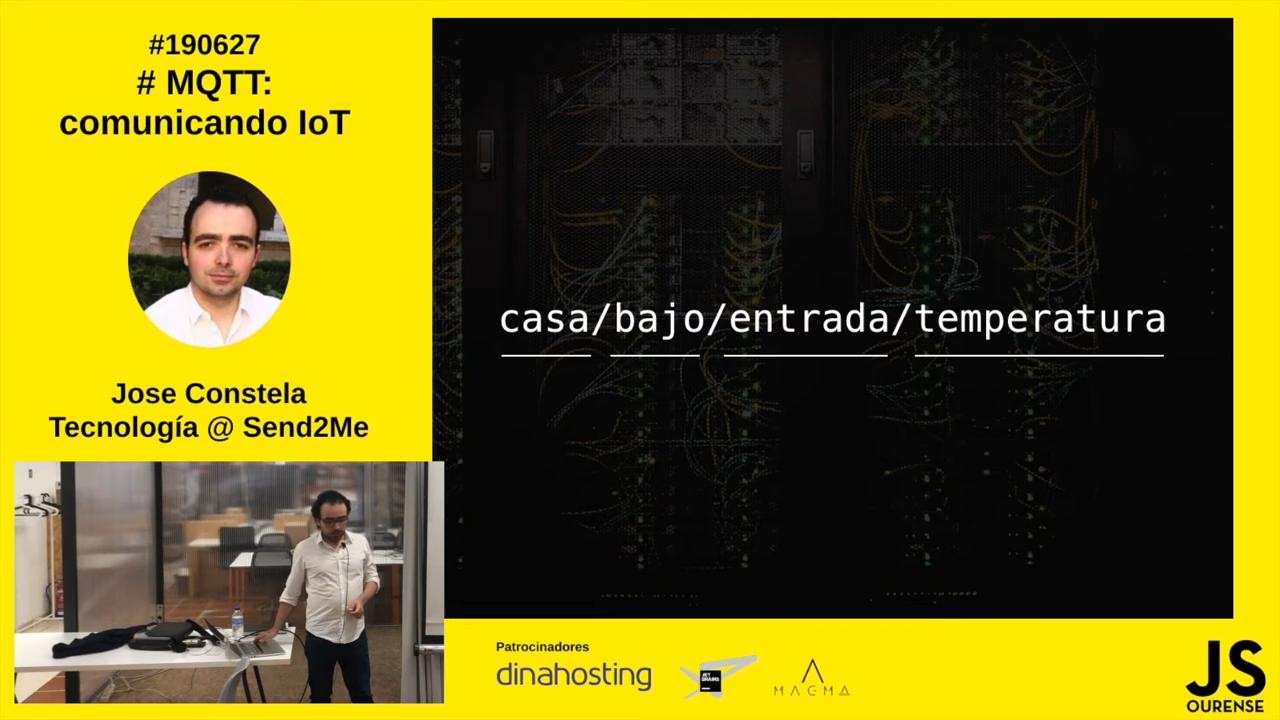 #190627
# MQTT:
comunicando IoT
Jose Constela
Tecnología @ Send2Me
casa/bajo/entrada/temperatura
Patrocinadores
dinahosting
JET
BRAINS
MAGMA
JS
OURENSE